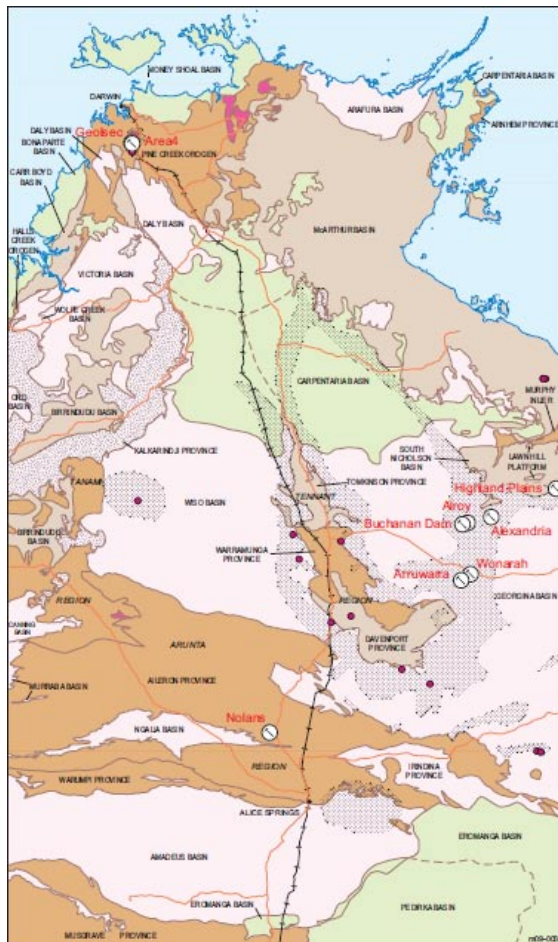 MONEY SHOAL BASIN
CARPENTARIA BASIN
DARWIN
ARAFURA BASIN
DALY BASIN
Geolsec
Area4
ARNHEM PROVINCE
BONAPARTE
BASIN
PINE CREEK OROGEN
CARR BOYD
BASIN
DALY BASIN
McARTHUR BASIN
HALLS
CREEK
OROGEN
VICTORIA BASIN
WOLFE CREEK
BASIN
CARPENTARIA BASIN
ORD
BASIN
BIRRINDUDU BASIN
MURPHY
INLIER
SOUTH
NICHOLSON
BASIN
LAWN HILL
PLATFORM
KALKARINDJI PROVINCE
TOMKINSON PROVINCE
TANAMI
Highland Plains
WISO BASIN
TENNANT
Alroy
Buchanan Dam
Alexandria
BIRRINDUDU
BASIN
WARRAMUNGA
PROVINCE
Wonarah
Arruwarra
REGION
REGION
GEORGINA BASIN
CANNING
BASIN
ARUNTA
DAVENPORT
PROVINCE
MURRABA BASIN
AILERON PROVINCE
Nolans
NGALIA BASIN
REGION
IRINDINA
PROVINCE
WARUMPI PROVINCE
ALICE SPRINGS
EROMANGA BASIN
AMADEUS BASIN
EROMANGA BASIN
PEDIRKA BASIN
MUSGRAVE PROVINCE